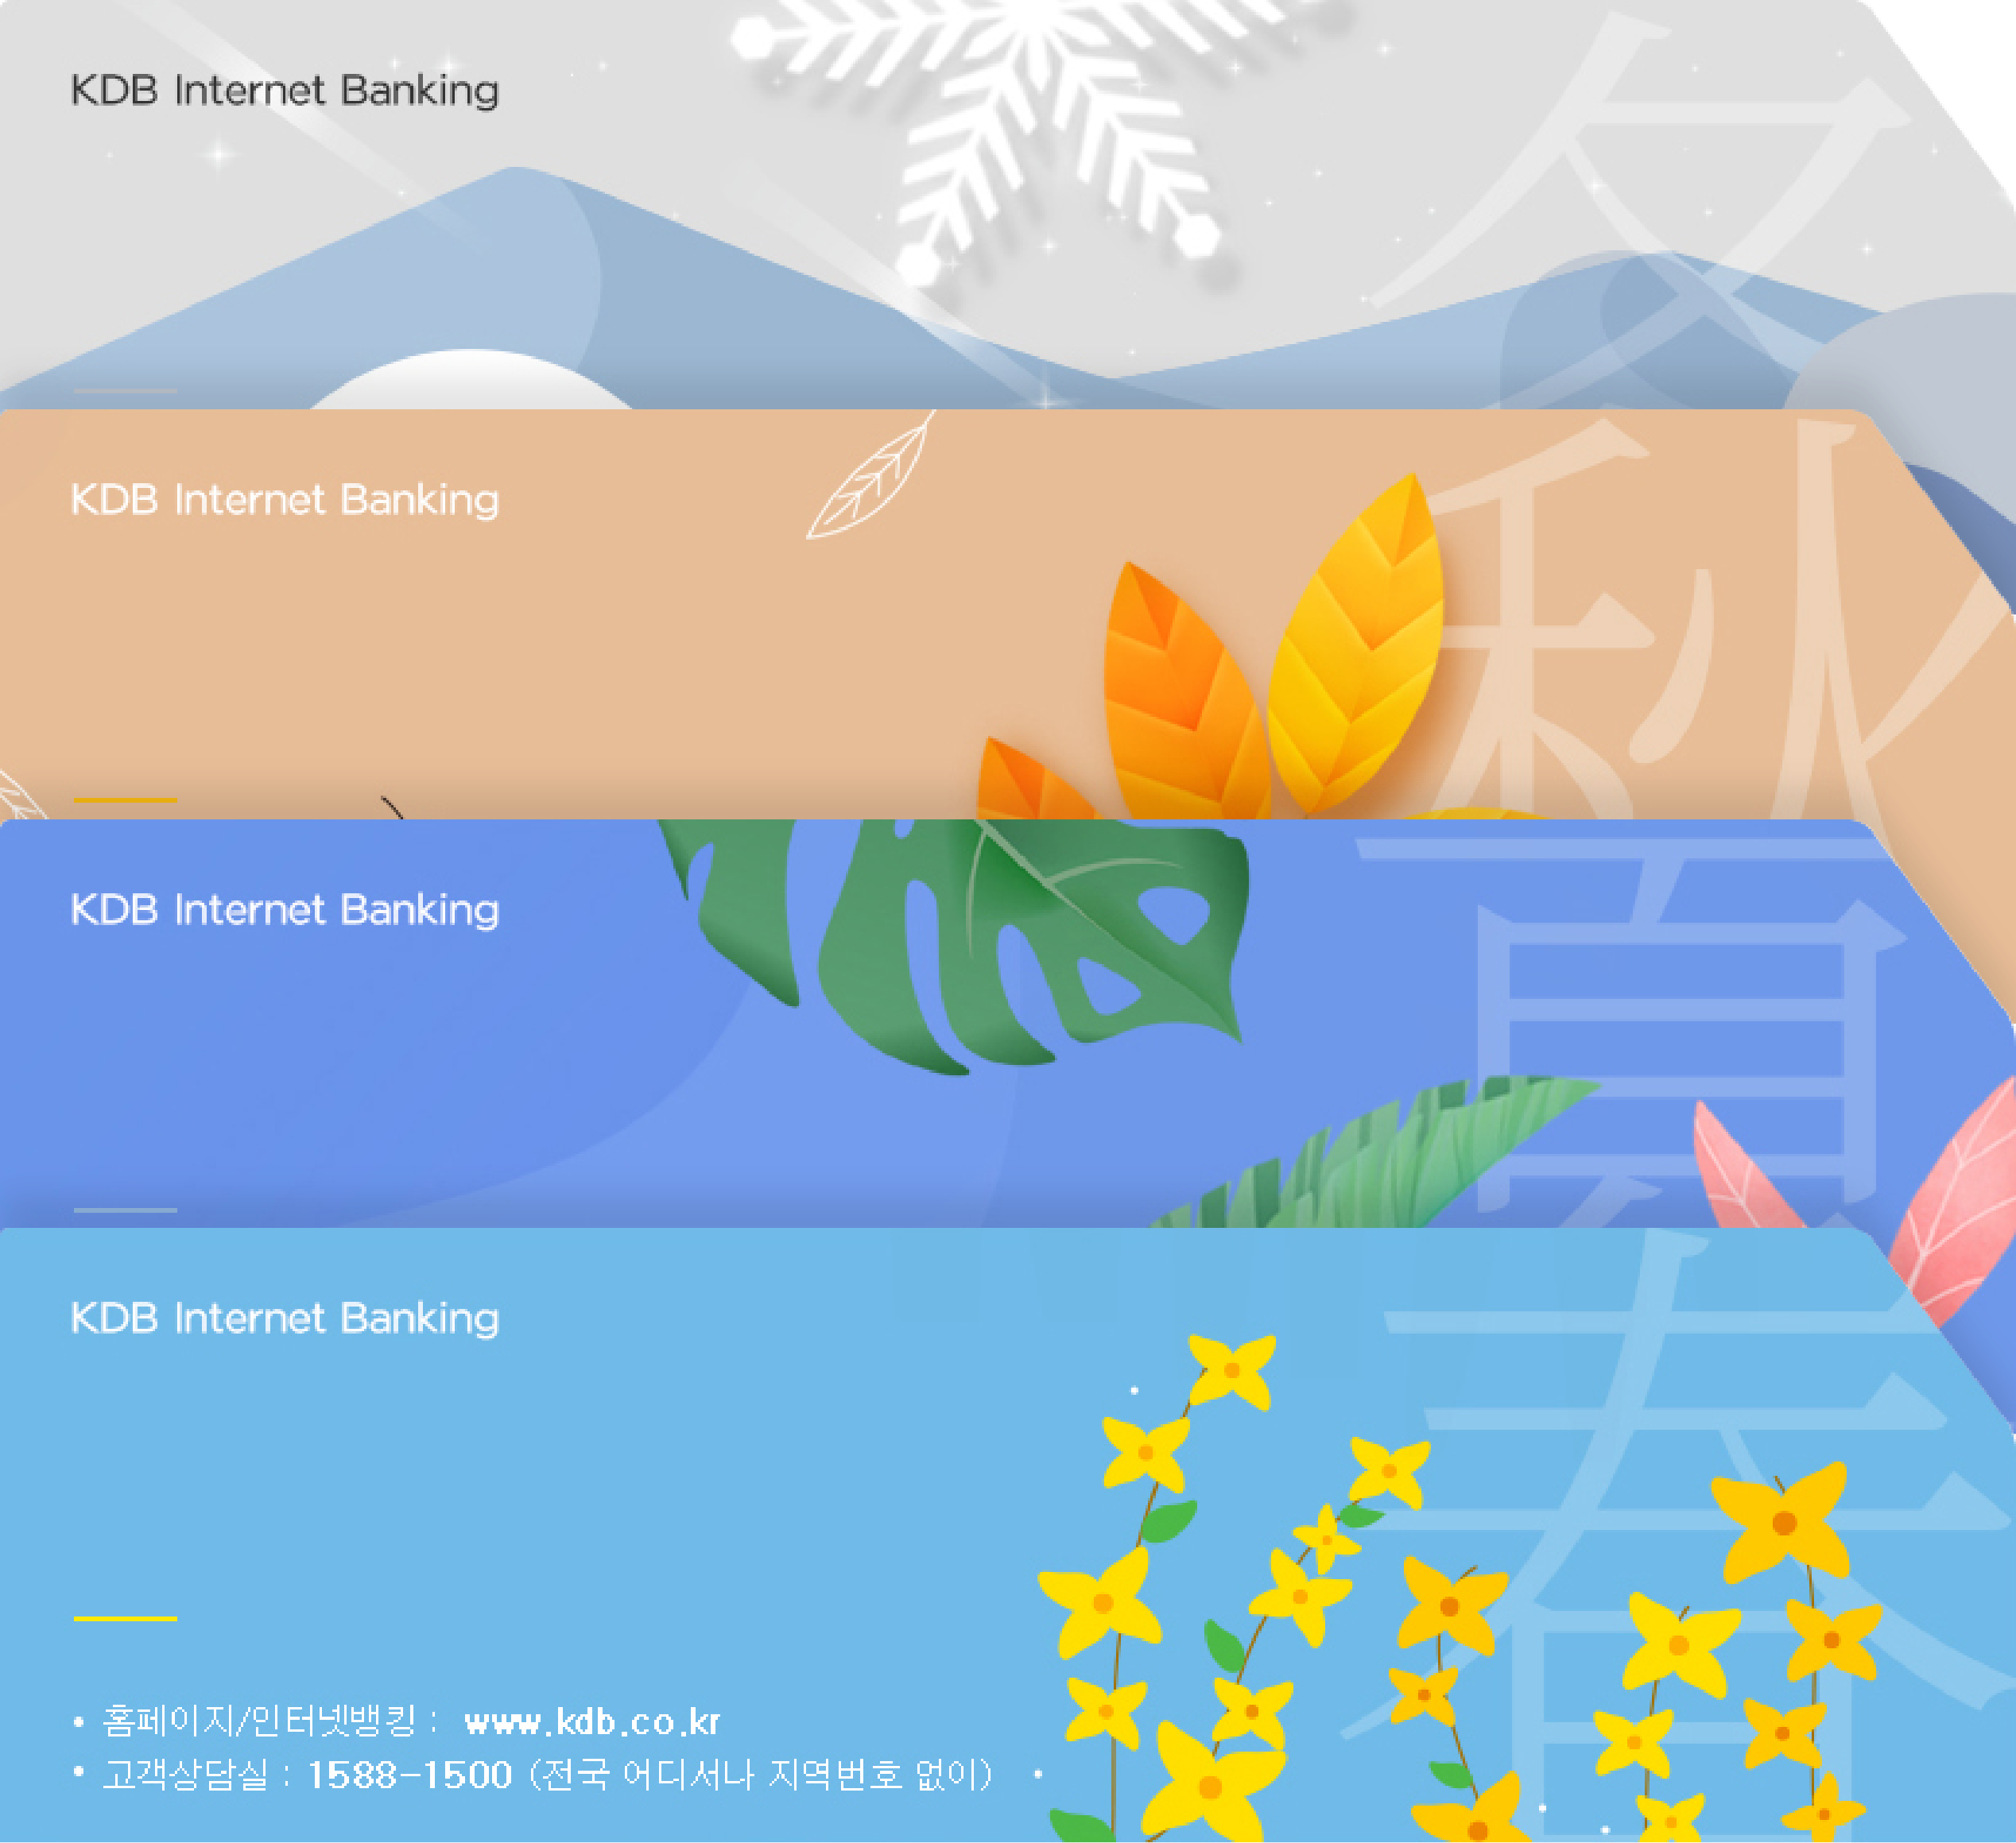 KDB Internet Banking
冬
KDB Internet Banking
秋
KDB Internet Banking
夏
KDB Internet Banking
春
• 홈페이지/인터넷뱅킹 : www.kdb.co.kr
• 고객상담실 : 1588-1500 (전국 어디서나 지역번호 없이)